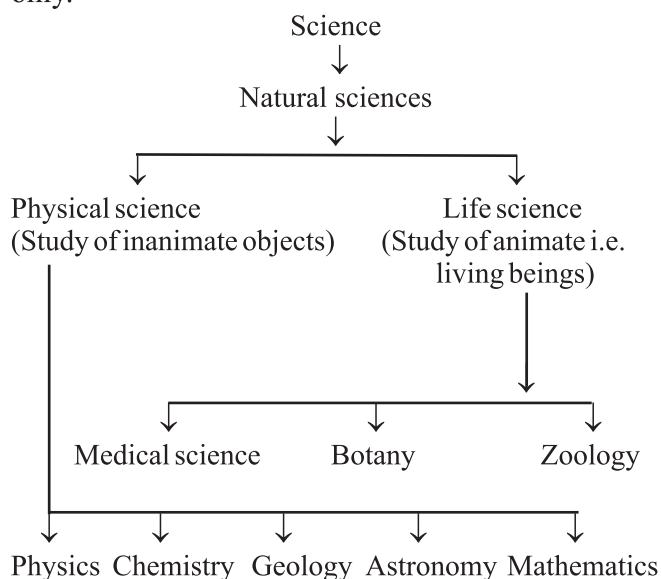 only.
Science
Natural sciences
Physical science
(Study of inanimate objects)
Life science
(Study of animate i.e.
living beings)
Medical science Botany Zoology
Physics Chemistry Geology Astronomy Mathematics